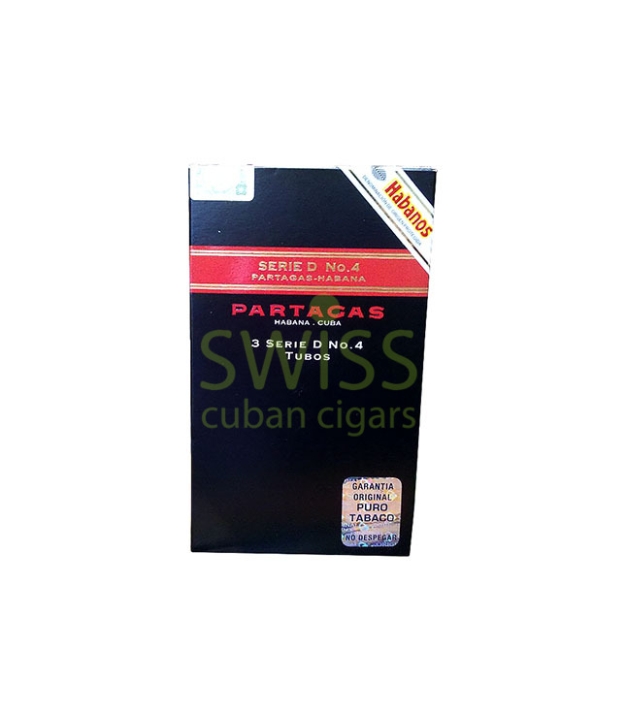 Habanos
SERIE D No.4
PARTAGAS-HABANA
PARTAGAS
HABANA . CUBA
3 SERIE D No.4
TUBOS
swiss
cuban cigars
GARANTIA
ORIGINAL
PURO
TABACO
NO DESPEGAR